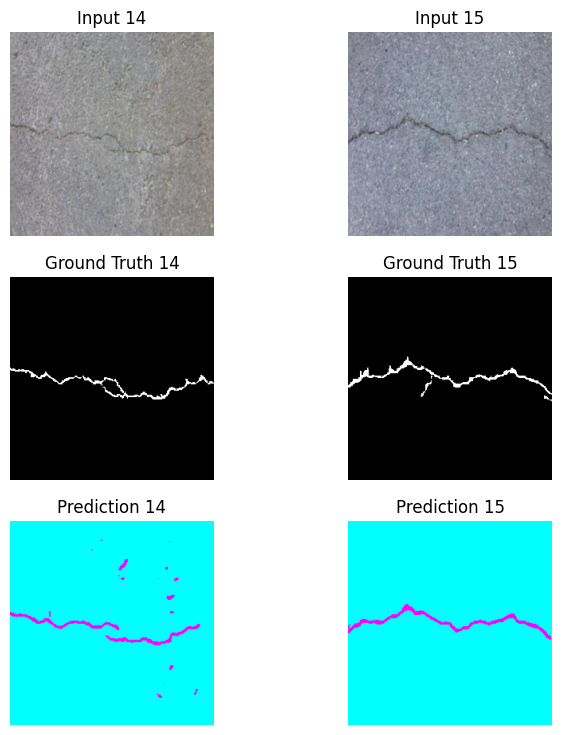 Input 14
Input 15
Ground Truth 14
Ground Truth 15
Prediction 14
Prediction 15